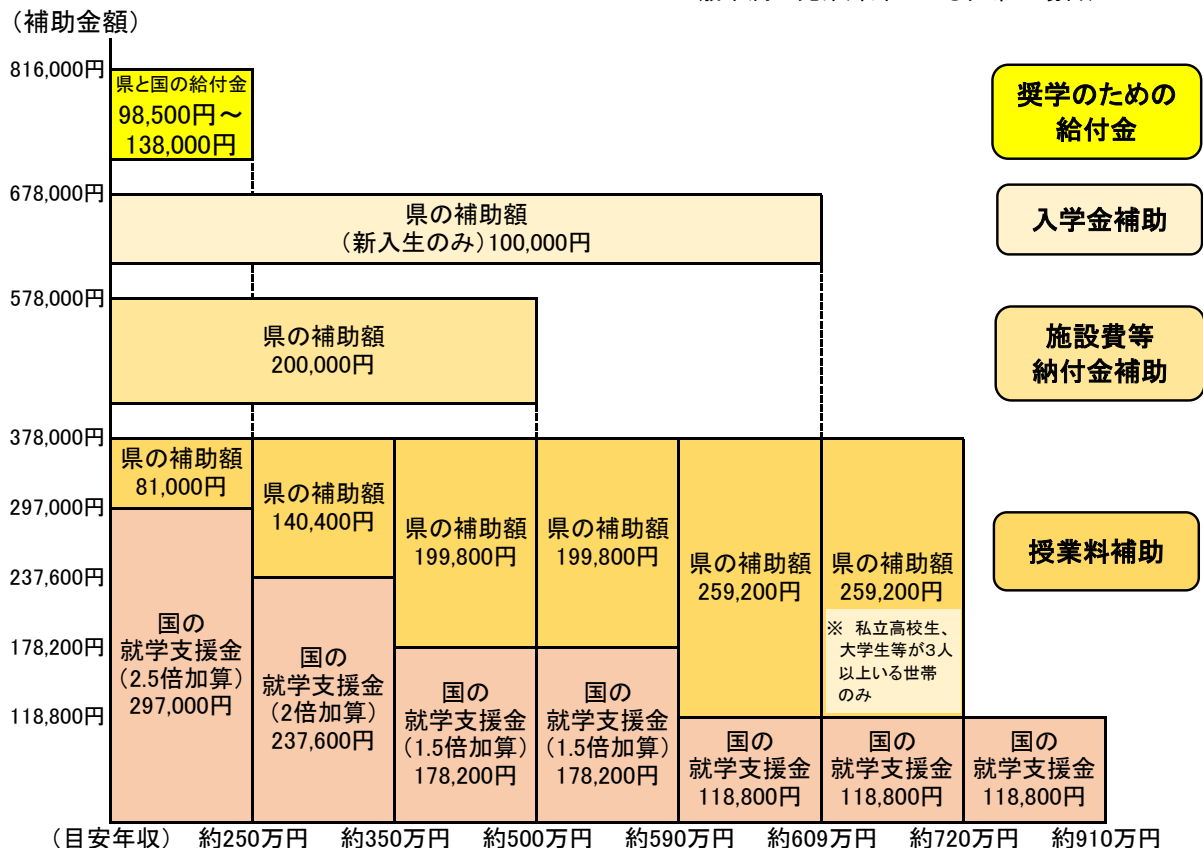 (補助金額)
816,000円
県と国の給付金
98,500円～
138,000円
奨学のための
給付金
678,000円
県の補助額
(新入生のみ)100,000円
入学金補助
578,000円
県の補助額
200,000円
施設費等
納付金補助
378,000円
県の補助額
81,000円
県の補助額
140,400円
県の補助額
199,800円
県の補助額
199,800円
県の補助額
259,200円
県の補助額
259,200円
※ 私立高校生、
大学生等が3人
以上いる世帯
のみ
授業料補助
297,000円
237,600円
178,200円
118,800円
国の
就学支援金
(2.5倍加算)
297,000円
国の
就学支援金
(2倍加算)
237,600円
国の
就学支援金
(1.5倍加算)
178,200円
国の
就学支援金
(1.5倍加算)
178,200円
国の
就学支援金
118,800円
国の
就学支援金
118,800円
国の
就学支援金
118,800円
(目安年収) 約250万円 約350万円 約500万円 約590万円 約609万円 約720万円 約910万円